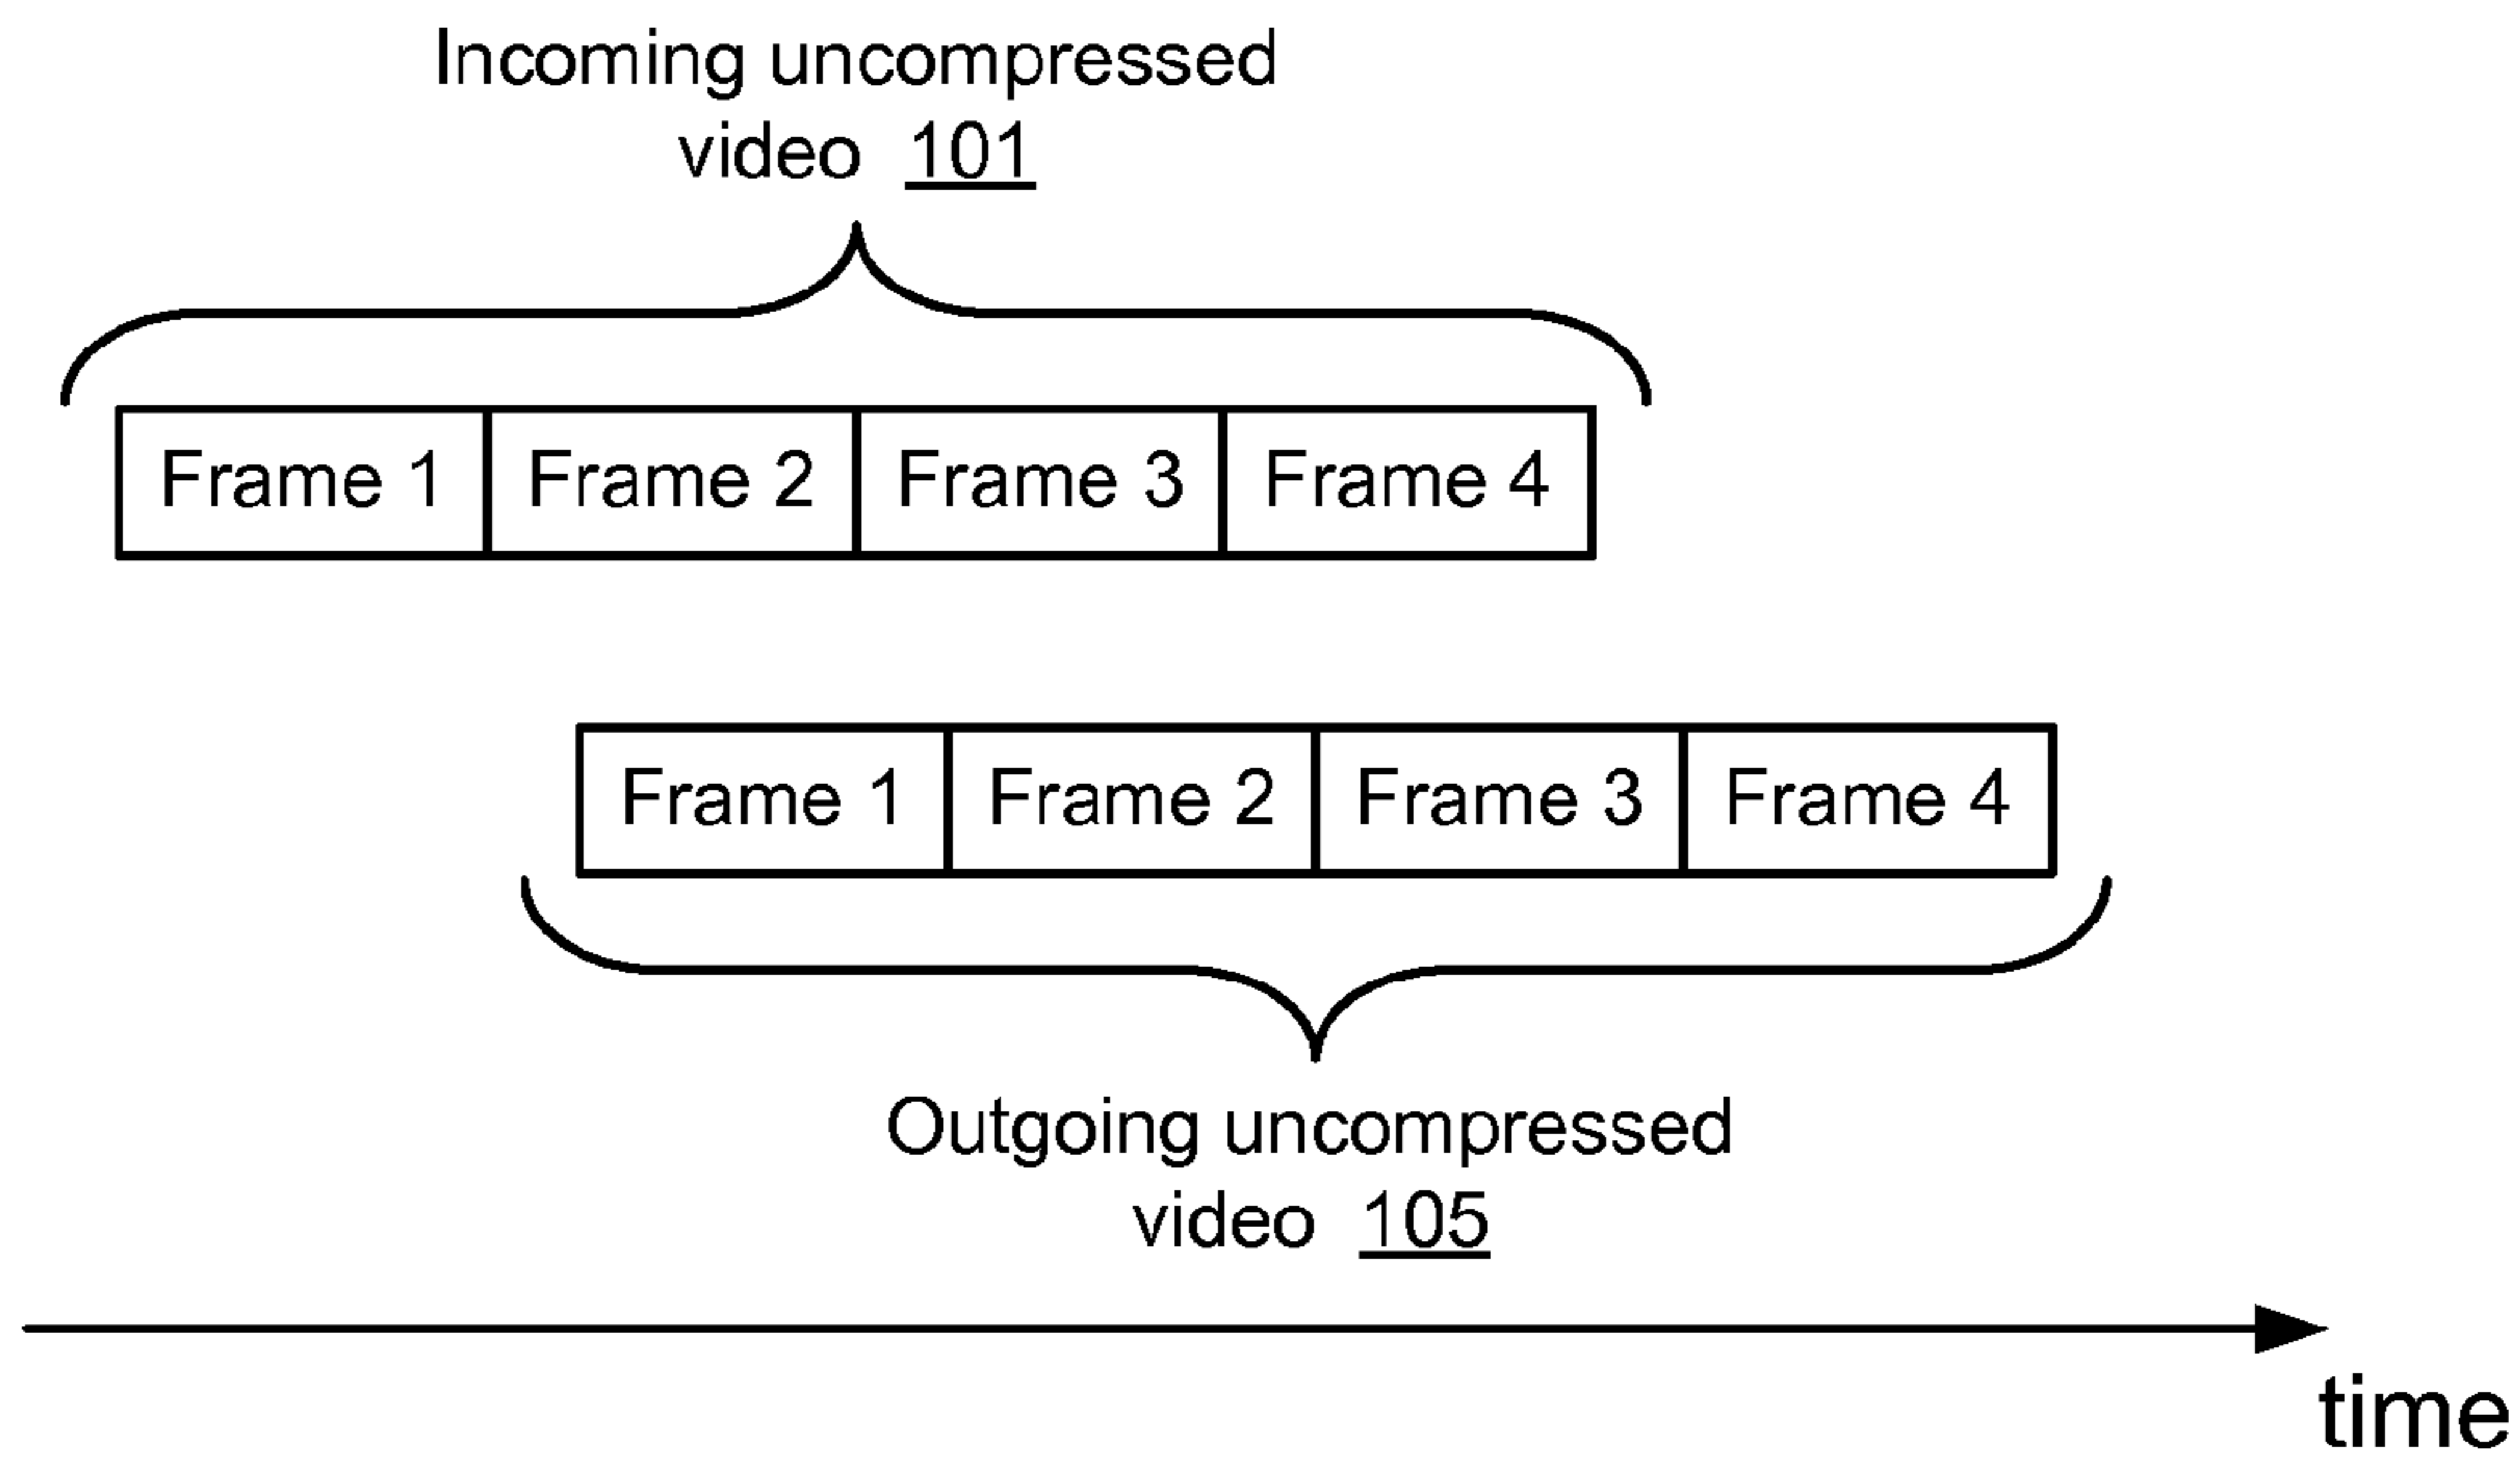 Incoming uncompressed
video 101
Frame 1 Frame 2 Frame 3 Frame 4
Frame 1 Frame 2 Frame 3 Frame 4
Outgoing uncompressed
video 105
time